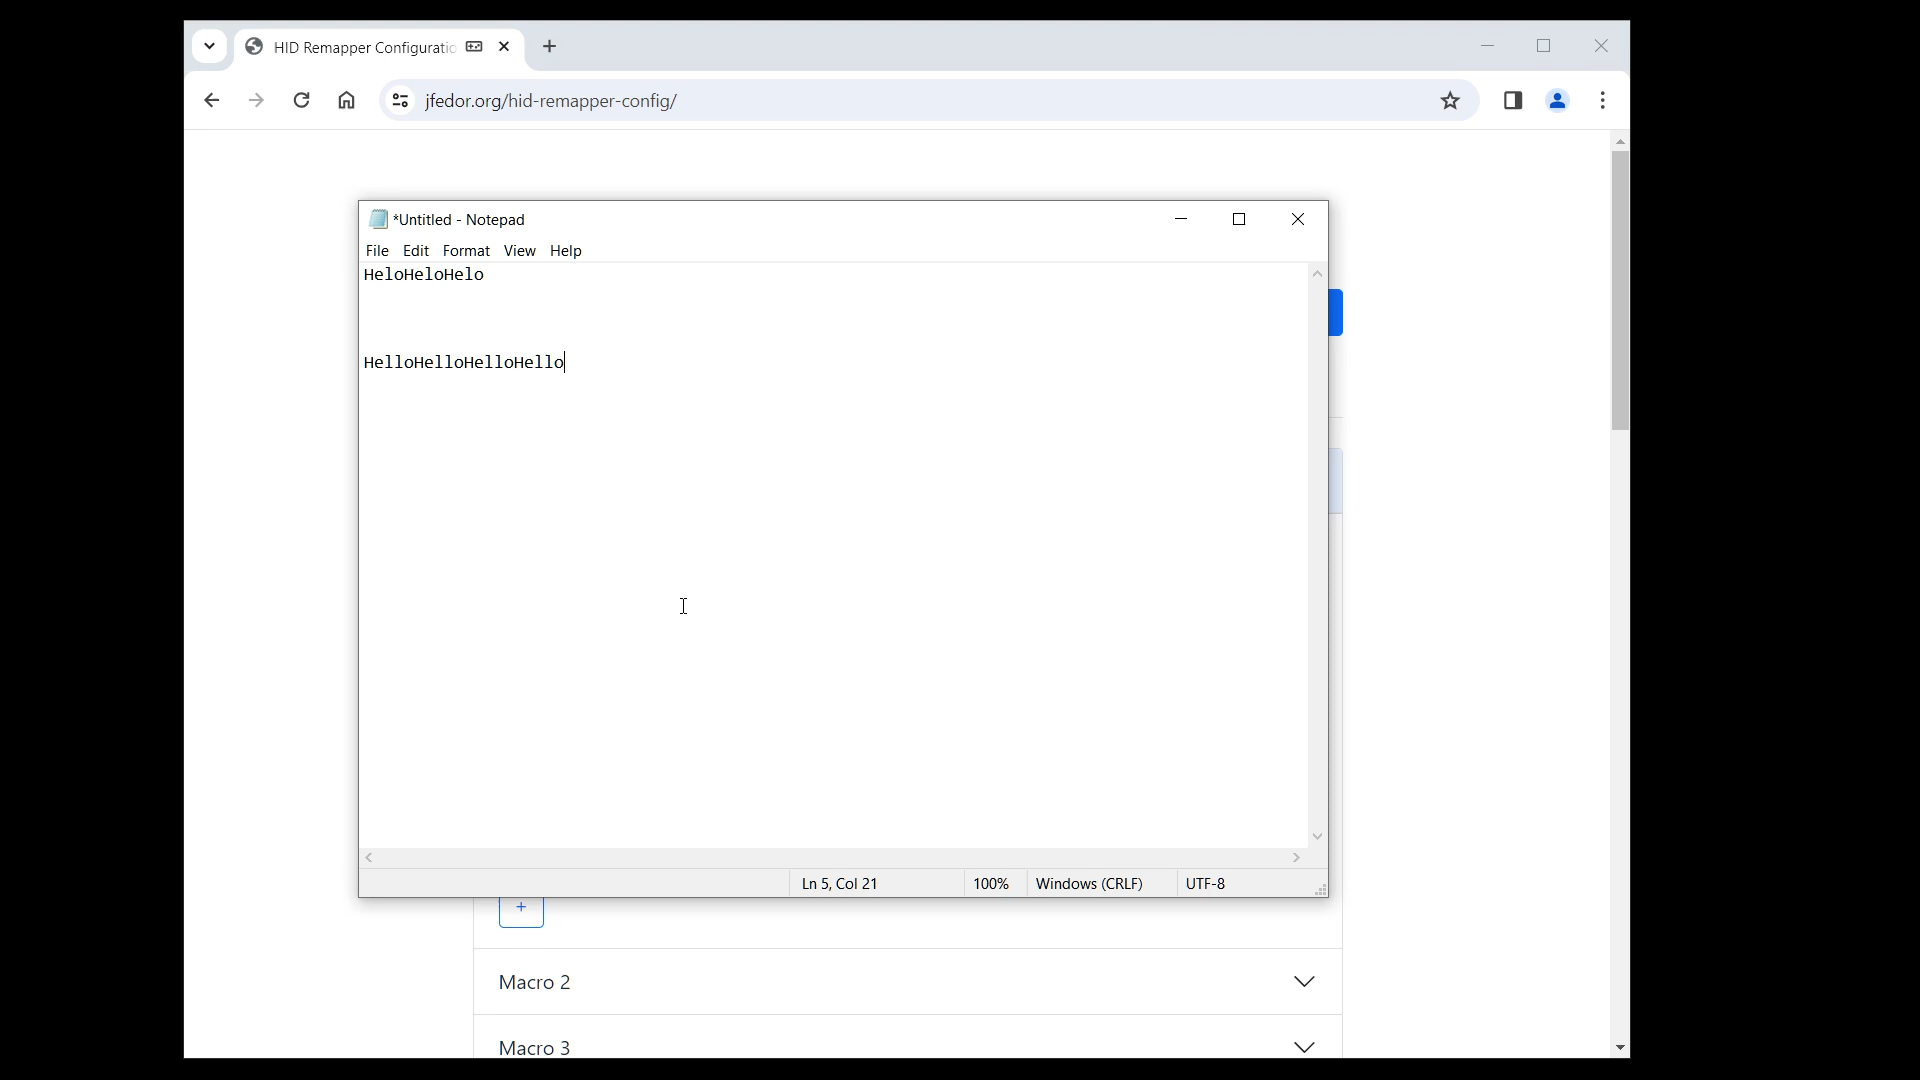 HID Remapper Configuratio
jfedor.org/hid-remapper-config/
*Untitled - Notepad
File Edit Format View Help
HeloHeloHelo
HelloHelloHelloHello
Ln 5, Col 21 100% Windows (CRLF) UTF-8
+
Macro 2
Macro 3